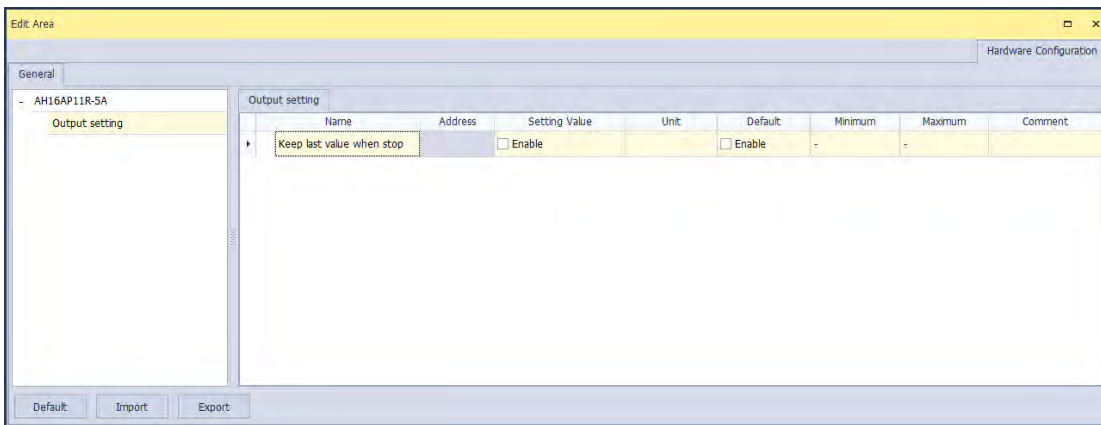 Edit Area
Hardware Configuration
General
- AH16AP11R-5A
Output setting
Output setting
Name Address Setting Value Unit Default Minimum Maximum Comment
Keep last value when stop Enable Enable - -
Default Import Export